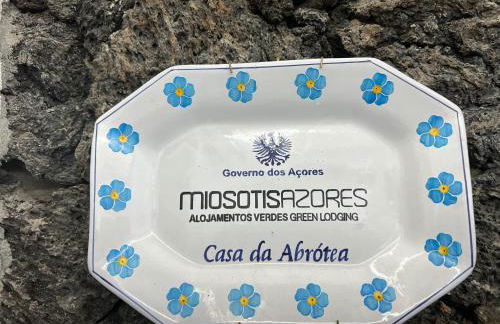 Governo dos Açores
MIOSOTISAZORES
ALOJAMENTOS VERDES GREEN LODGING
Casa da Abrótea